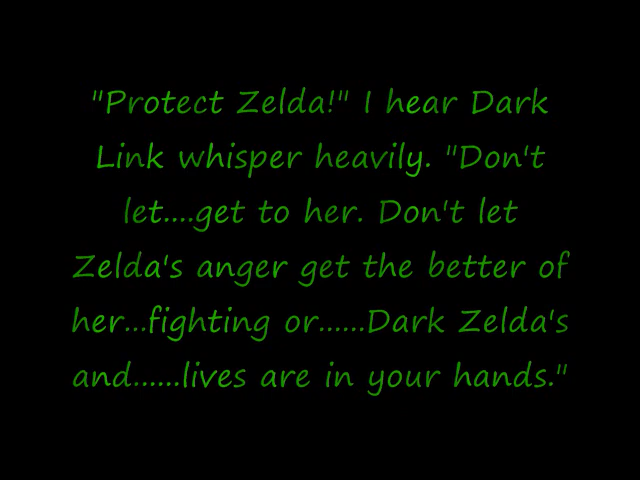 "Protect Zelda!" I hear Dark
Link whisper heavily. "Don't
let....get to her. Don't let
Zelda's anger get the better of
her...fighting or......Dark Zelda's
and......lives are in your hands."